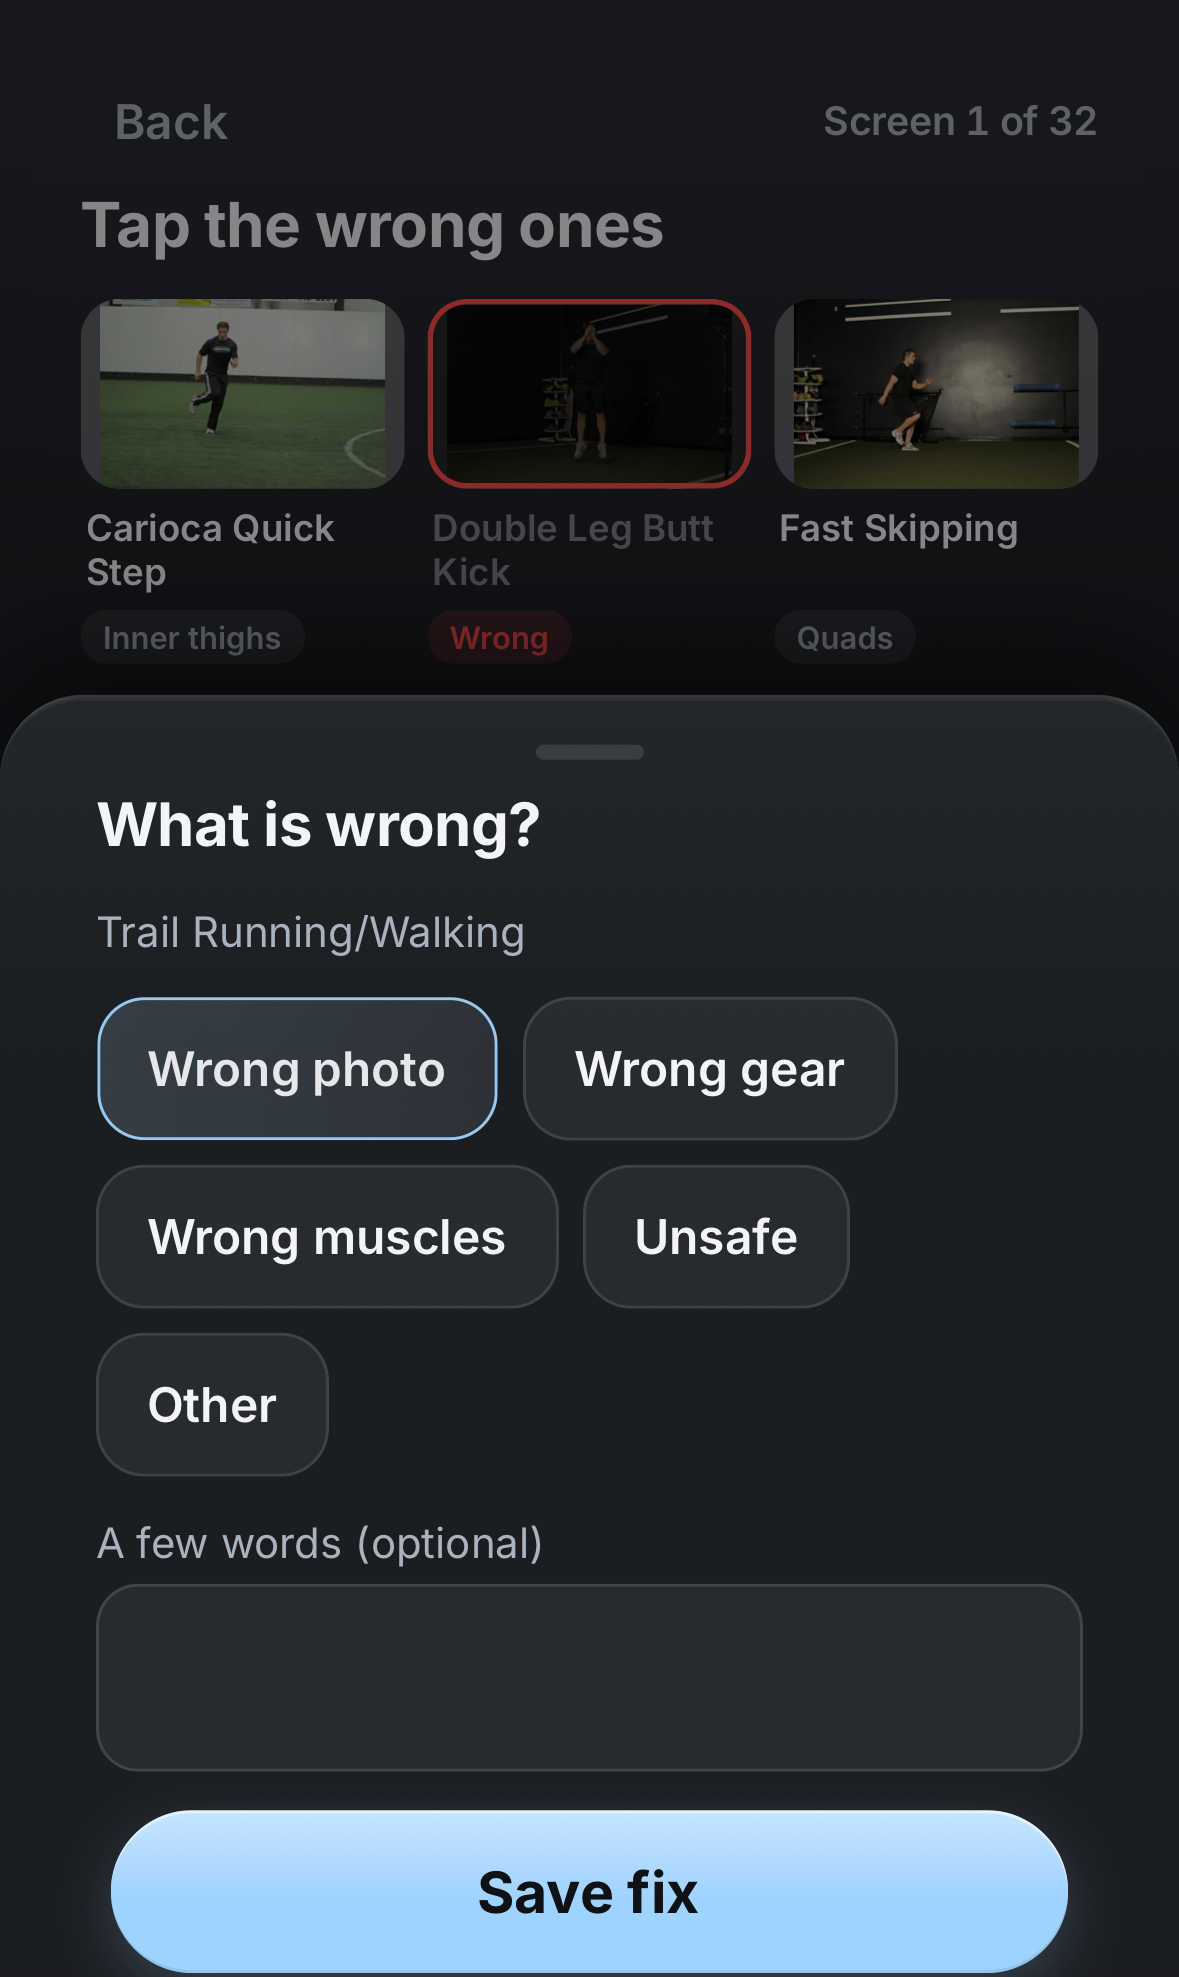 Back
Screen 1 of 32
Tap the wrong ones
Carioca Quick
Step
Double Leg Butt
Kick
Fast Skipping
Inner thighs
Wrong
Quads
What is wrong?
Trail Running/Walking
Wrong photo
Wrong gear
Wrong muscles
Unsafe
Other
A few words (optional)
Save fix